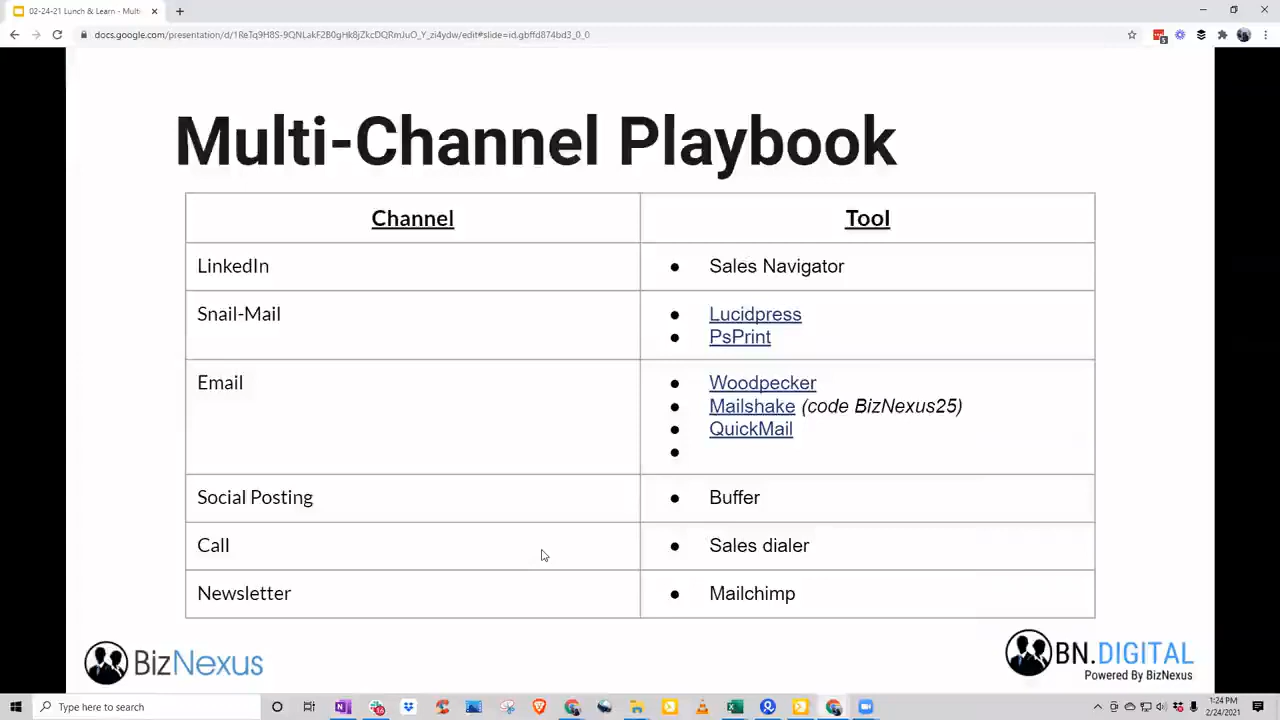 02-24-21 Lunch & Learn - Multi-
docs.google.com/presentation/d/1ReTq9H8S-9QNLakF2B0gHk8jZkcDQRmJuO_Y_zi4ydw/edit#slide=id.gbffd874bd3_0_0
Multi-Channel Playbook
Channel Tool
LinkedIn
● Sales Navigator
Snail-Mail
● Lucidpress
● PsPrint
Email
● Woodpecker
● Mailshake (code BizNexus25)
● QuickMail
●
Social Posting
● Buffer
Call
● Sales dialer
Newsletter
● Mailchimp
BizNexus
BN.DIGITAL
Powered By BizNexus
Type here to search
1:24 PM
2/24/2021